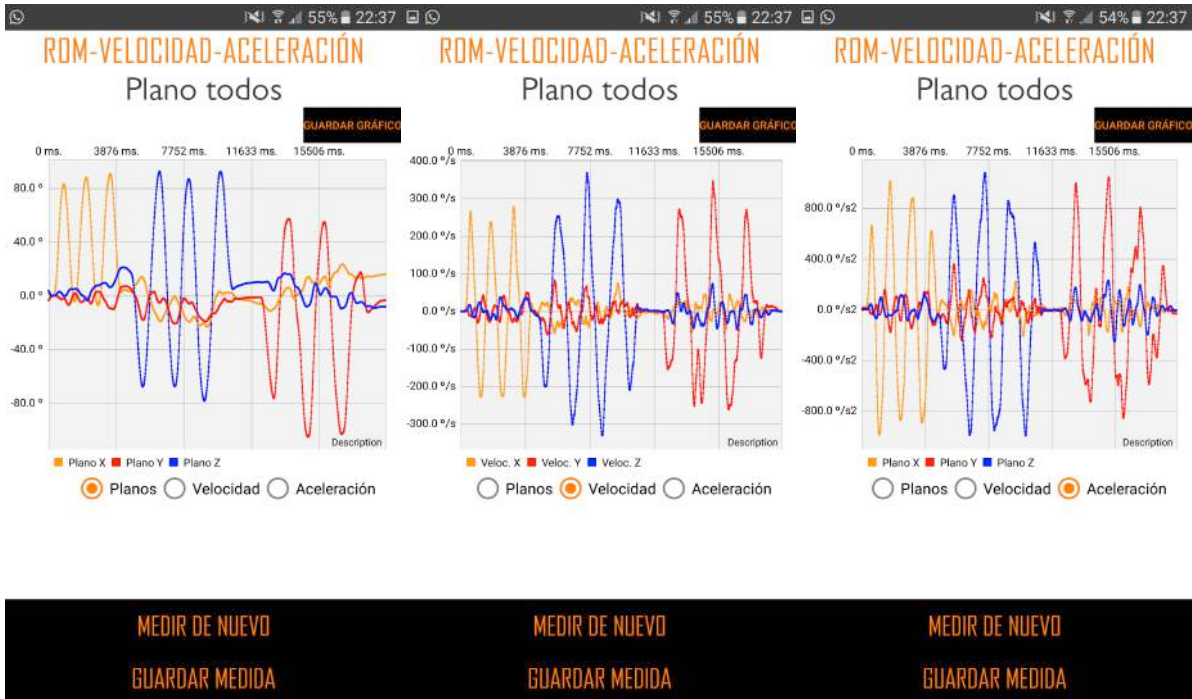 55% 22:37
ROM-VELOCIDAD-ACELERACIÓN
Plano todos
GUARDAR GRÁFICO
0 ms. 3876 ms. 7752 ms. 11633 ms. 15506 ms.
80.0 º
40.0 º
0.0 º
-40.0 º
-80.0 º
Description
Plano X Plano Y Plano Z
Planos Velocidad Aceleración
MEDIR DE NUEVO
GUARDAR MEDIDA
55% 22:37
ROM-VELOCIDAD-ACELERACIÓN
Plano todos
GUARDAR GRÁFICO
0 ms. 3876 ms. 7752 ms. 11633 ms. 15506 ms.
400.0 º/s
300.0 º/s
200.0 º/s
100.0 º/s
0.0 º/s
-100.0 º/s
-200.0 º/s
-300.0 º/s
Description
Veloc. X Veloc. Y Veloc. Z
Planos Velocidad Aceleración
MEDIR DE NUEVO
GUARDAR MEDIDA
54% 22:37
ROM-VELOCIDAD-ACELERACIÓN
Plano todos
GUARDAR GRÁFICO
0 ms. 3876 ms. 7752 ms. 11633 ms. 15506 ms.
800.0 º/s2
400.0 º/s2
0.0 º/s2
-400.0 º/s2
-800.0 º/s2
Description
Plano X Plano Y Plano Z
Planos Velocidad Aceleración
MEDIR DE NUEVO
GUARDAR MEDIDA